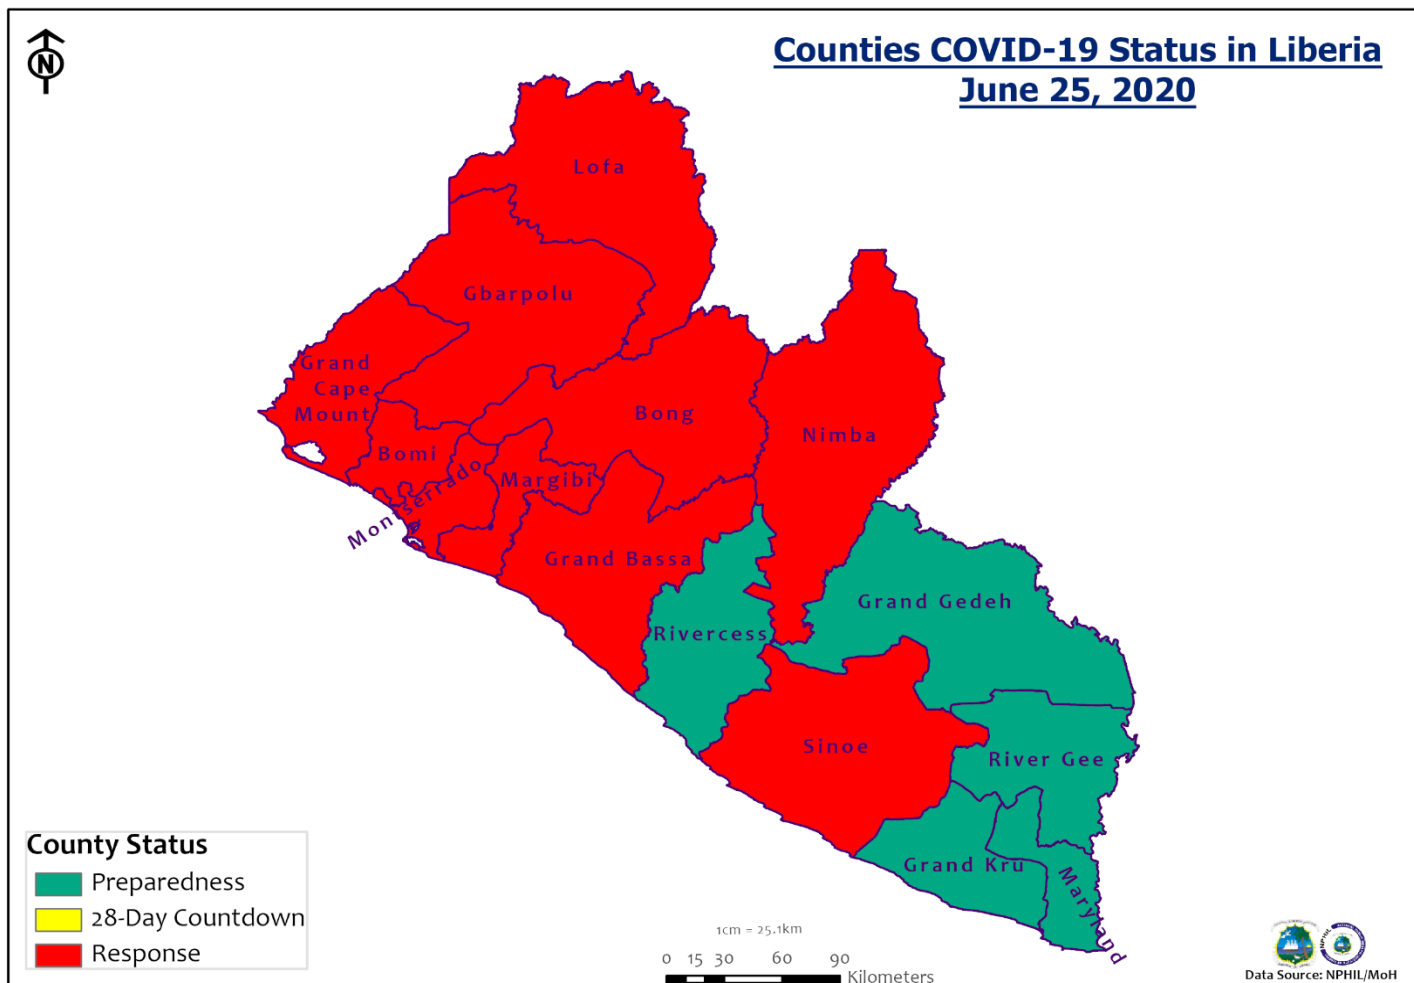 N
Counties COVID-19 Status in Liberia
June 25, 2020
Lofa
Gbarpolu
Grand
Cape
Mount
Bong
Nimba
Bomi
Montserrado
Margibi
Grand Bassa
Grand Gedeh
Rivercess
Sinoe
River Gee
Grand Kru
Maryland
County Status
Preparedness
28-Day Countdown
Response
1cm = 25.1km
0 15 30 60 90
Kilometers
NPHIL
Data Source: NPHIL/MoH